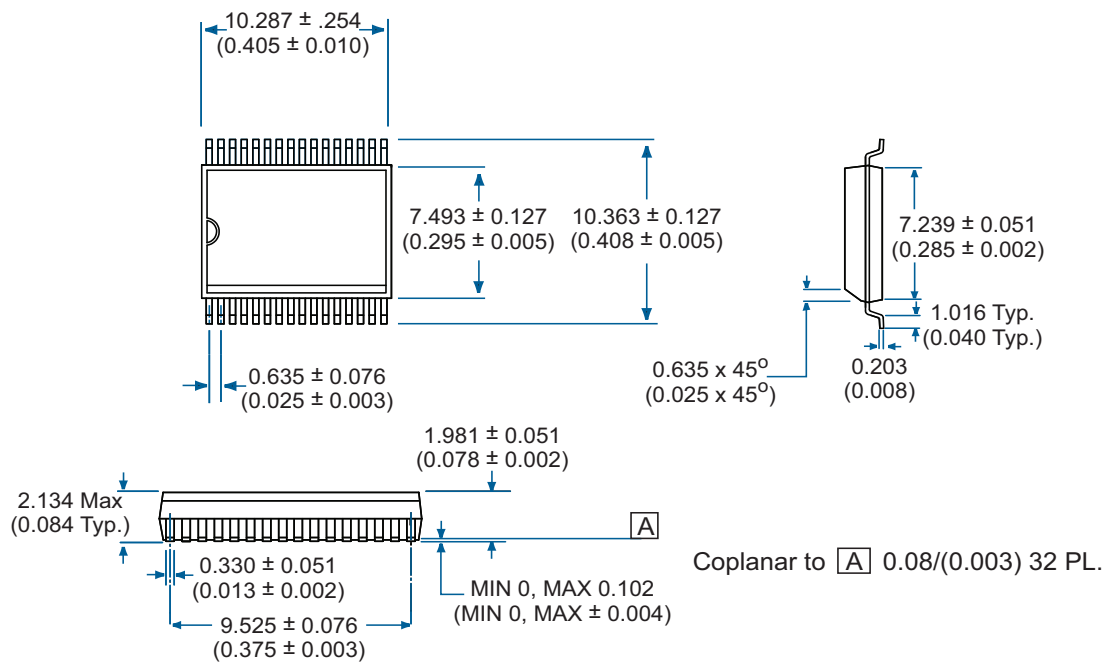 10.287 ± .254
(0.405 ± 0.010)
7.493 ± 0.127
(0.295 ± 0.005)
10.363 ± 0.127
(0.408 ± 0.005)
7.239 ± 0.051
(0.285 ± 0.002)
1.016 Typ.
(0.040 Typ.)
0.635 x 45º
(0.025 x 45º)
0.203
(0.008)
0.635 ± 0.076
(0.025 ± 0.003)
1.981 ± 0.051
(0.078 ± 0.002)
2.134 Max
(0.084 Typ.)
A
Coplanar to A 0.08/(0.003) 32 PL.
0.330 ± 0.051
(0.013 ± 0.002)
MIN 0, MAX 0.102
(MIN 0, MAX ± 0.004)
9.525 ± 0.076
(0.375 ± 0.003)